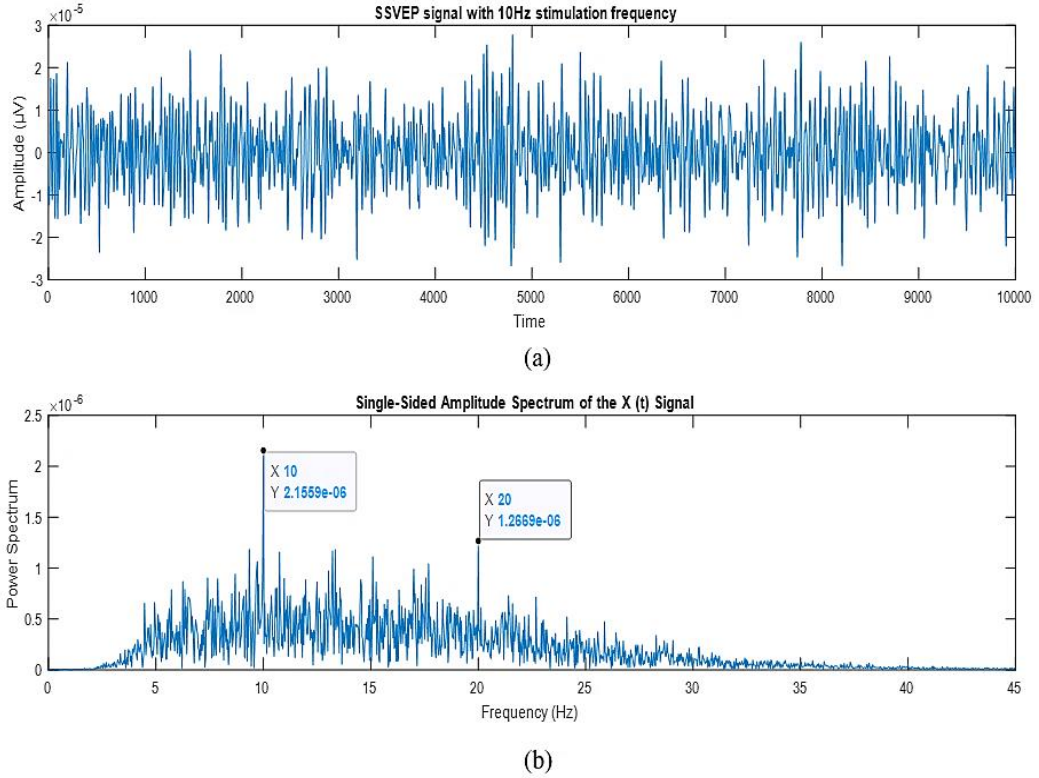 SSVEP signal with 10Hz stimulation frequency
×10⁻⁵
3
2
1
0
-1
-2
-3
Amplitude (µV)
0 1000 2000 3000 4000 5000 6000 7000 8000 9000 10000
Time
(a)
Single-Sided Amplitude Spectrum of the X (t) Signal
×10⁻⁶
2.5
2
1.5
1
0.5
0
Power Spectrum
X 10
Y 2.1559e-06
X 20
Y 1.2669e-06
0 5 10 15 20 25 30 35 40 45
Frequency (Hz)
(b)